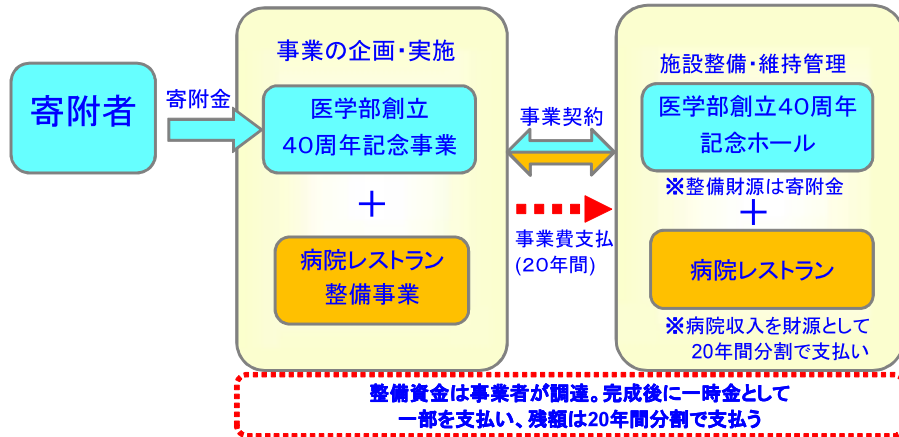 寄附者
寄附金
事業の企画・実施
医学部創立
40周年記念事業
+
病院レストラン
整備事業
事業契約
事業費支払
(20年間)
施設整備・維持管理
医学部創立40周年
記念ホール
※整備財源は寄附金
+
病院レストラン
※病院収入を財源として
20年間分割で支払い
整備資金は事業者が調達。完成後に一時金として
一部を支払い、残額は20年間分割で支払う